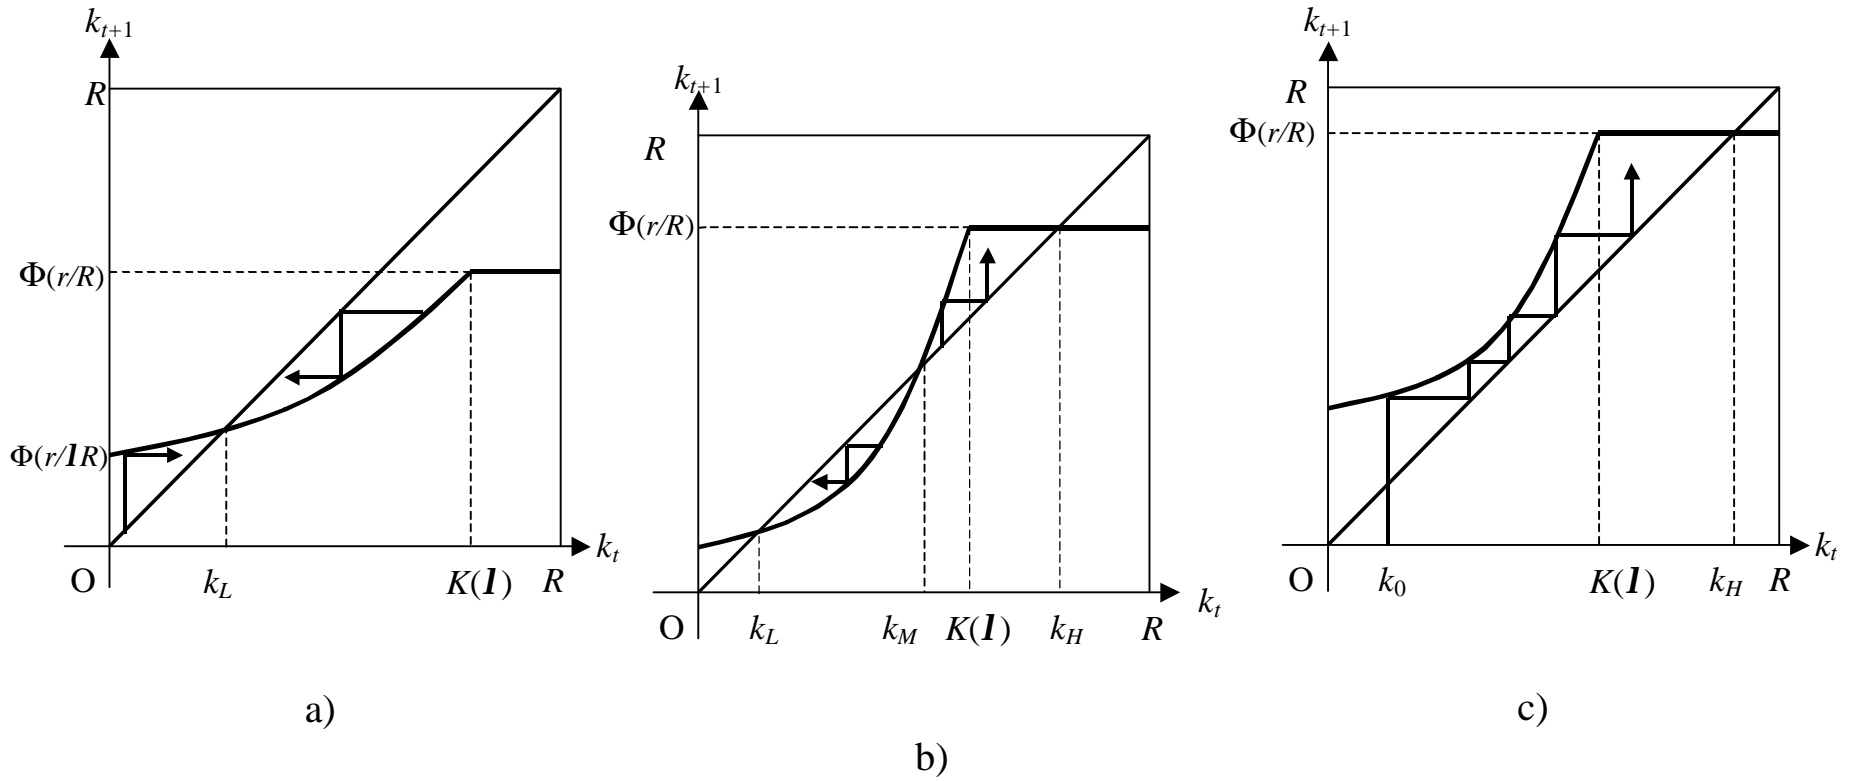 k_{t+1}
R
Φ(r/R)
Φ(r/lR)
O
k_L
K(l)
R
k_t
a)
k_{t+1}
R
Φ(r/R)
O
k_L
k_M
K(l)
k_H
R
k_t
b)
k_{t+1}
R
Φ(r/R)
O
k_0
K(l)
k_H
R
k_t
c)